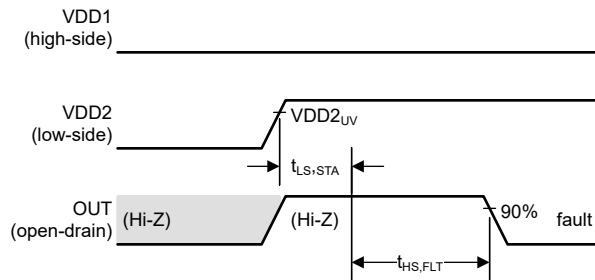 VDD1
(high-side)
VDD2
(low-side)
VDD2UV
tLS,STA
OUT
(open-drain)
(Hi-Z)
(Hi-Z)
90%
fault
tHS,FLT